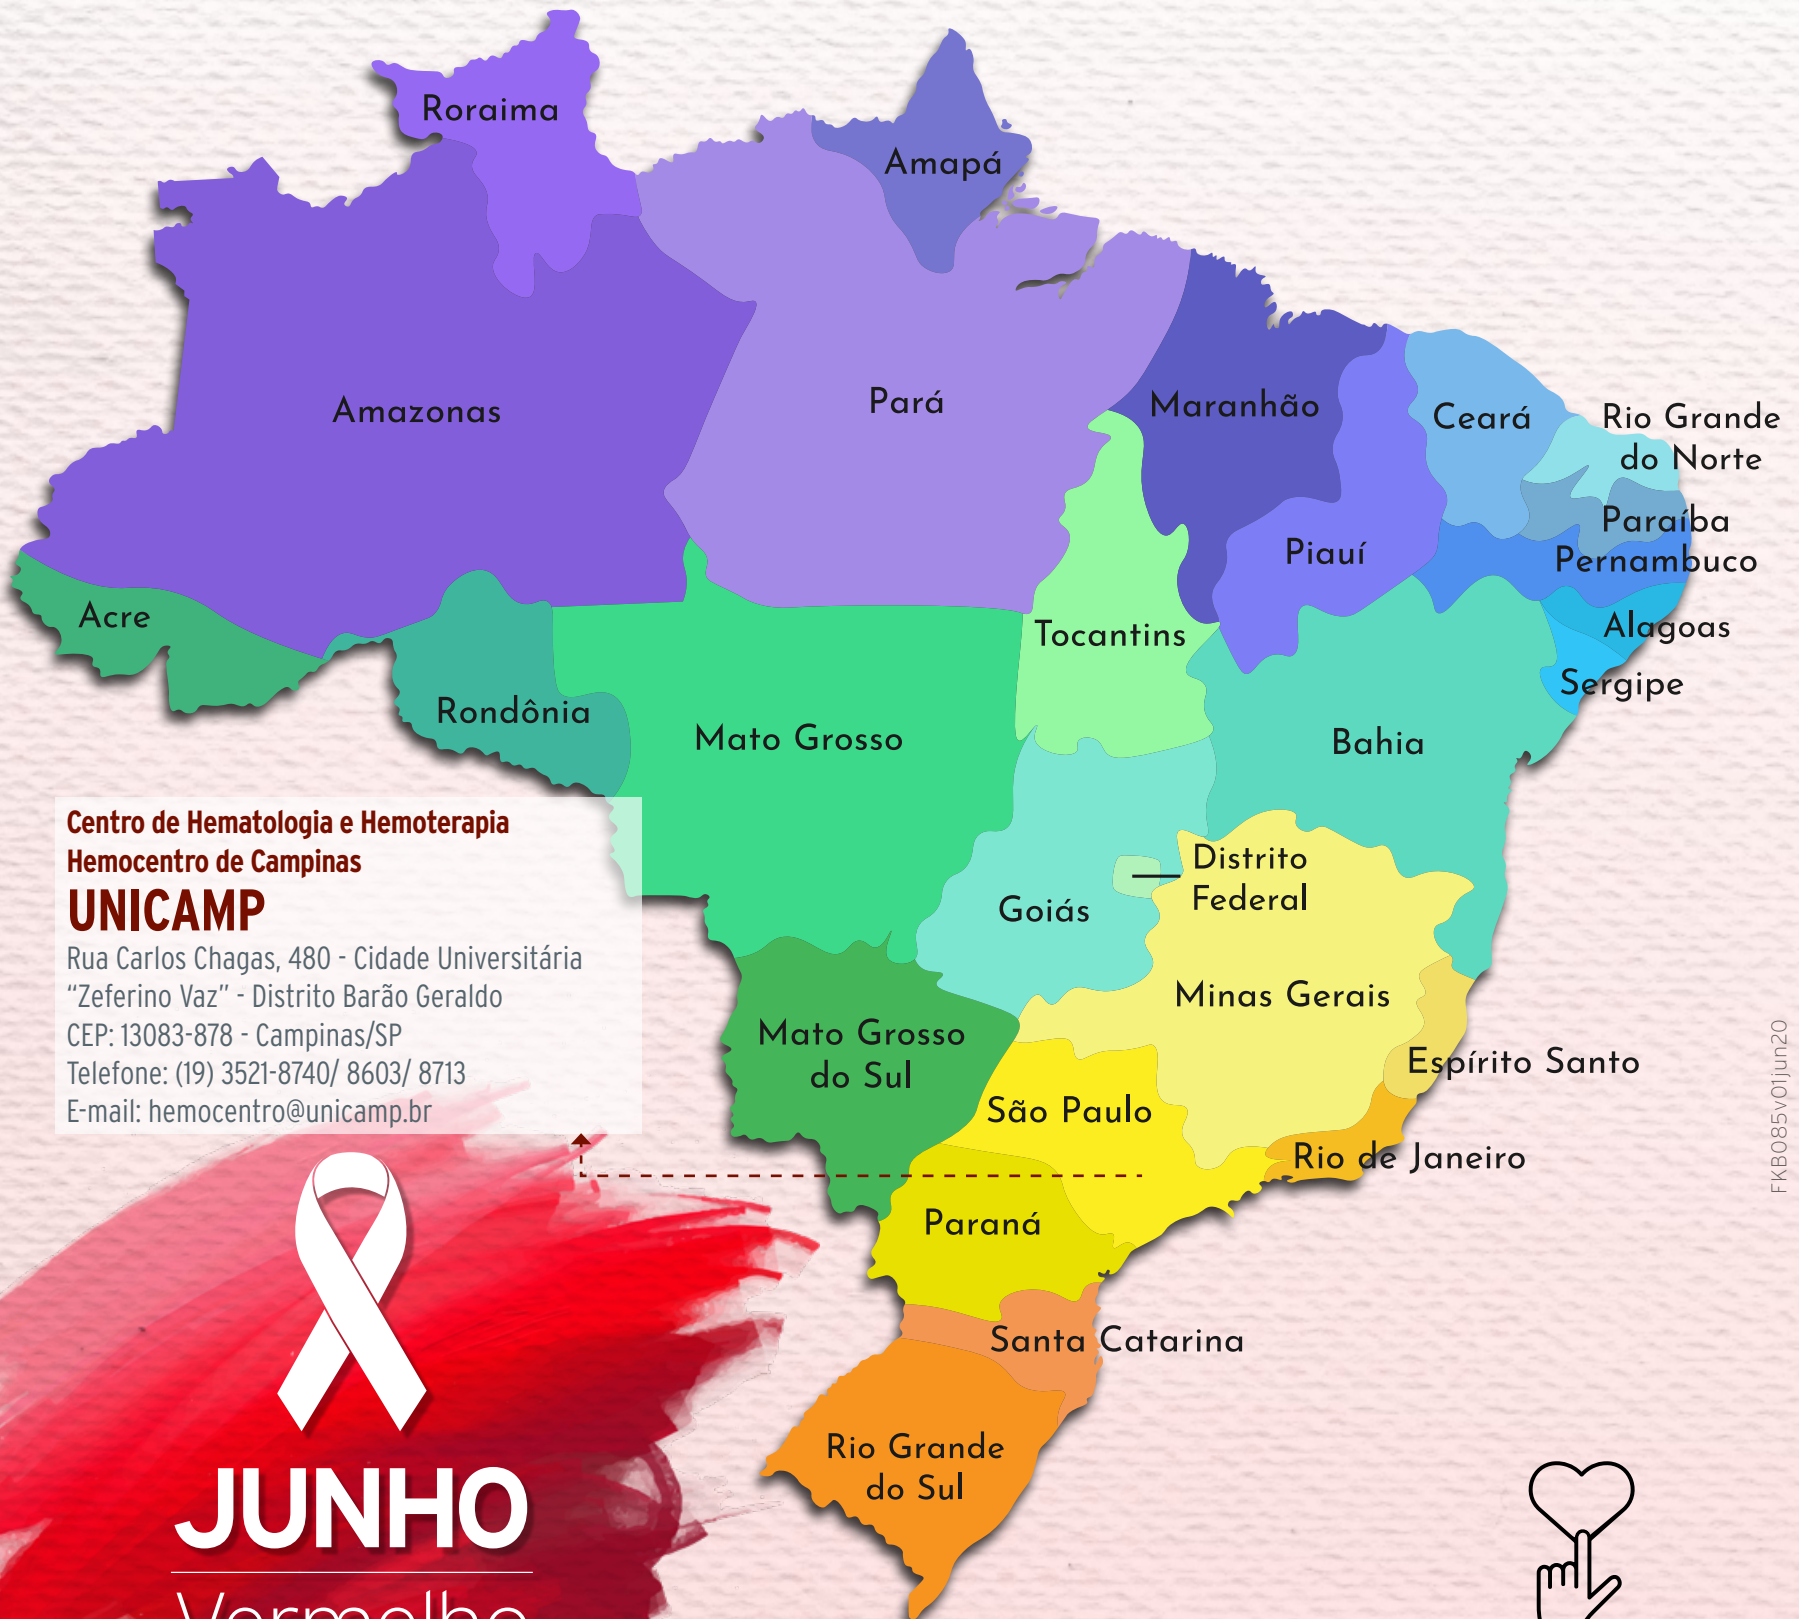 Roraima
Amapá
Amazonas
Pará
Maranhão
Ceará
Rio Grande
do Norte
Paraíba
Piauí
Pernambuco
Acre
Tocantins
Alagoas
Sergipe
Rondônia
Mato Grosso
Bahia
Centro de Hematologia e Hemoterapia
Hemocentro de Campinas
UNICAMP
Rua Carlos Chagas, 480 - Cidade Universitária
“Zeferino Vaz” - Distrito Barão Geraldo
CEP: 13083-878 - Campinas/SP
Telefone: (19) 3521-8740/ 8603/ 8713
E-mail: hemocentro@unicamp.br
Distrito
Federal
Goiás
Minas Gerais
Mato Grosso
do Sul
Espírito Santo
São Paulo
Rio de Janeiro
Paraná
Santa Catarina
Rio Grande
do Sul
FKB085v01jun20
JUNHO
Vermelho